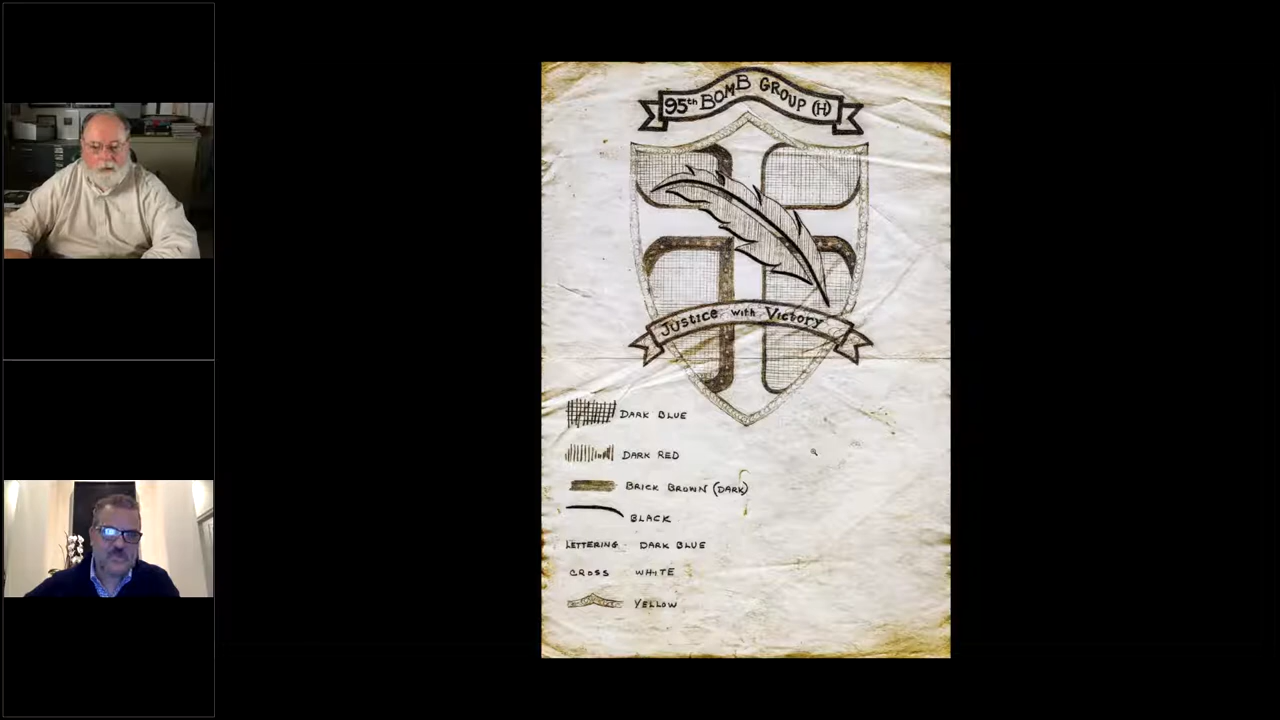 95th BOMB GROUP (H)
JUSTICE WITH VICTORY
DARK BLUE
DARK RED
BRICK BROWN (DARK)
BLACK
LETTERING - DARK BLUE
CROSS WHITE
YELLOW